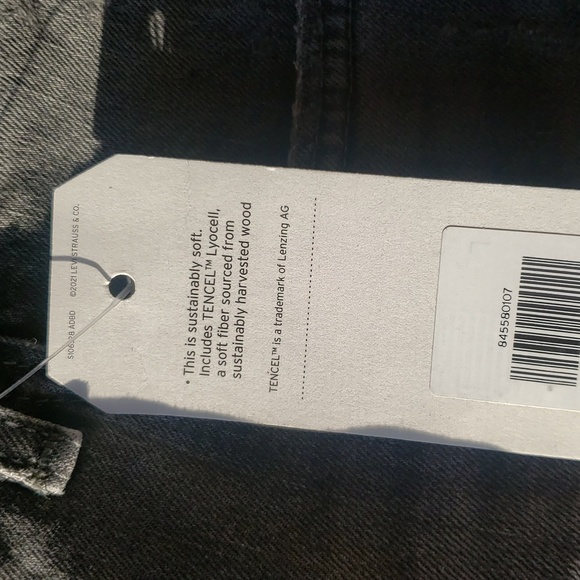 ©2021 LEVI STRAUSS & CO.
* This is sustainably soft.
Includes TENCEL™ Lyocell,
a soft fiber sourced from
sustainably harvested wood
TENCEL™ is a trademark of Lenzing AG
845580107